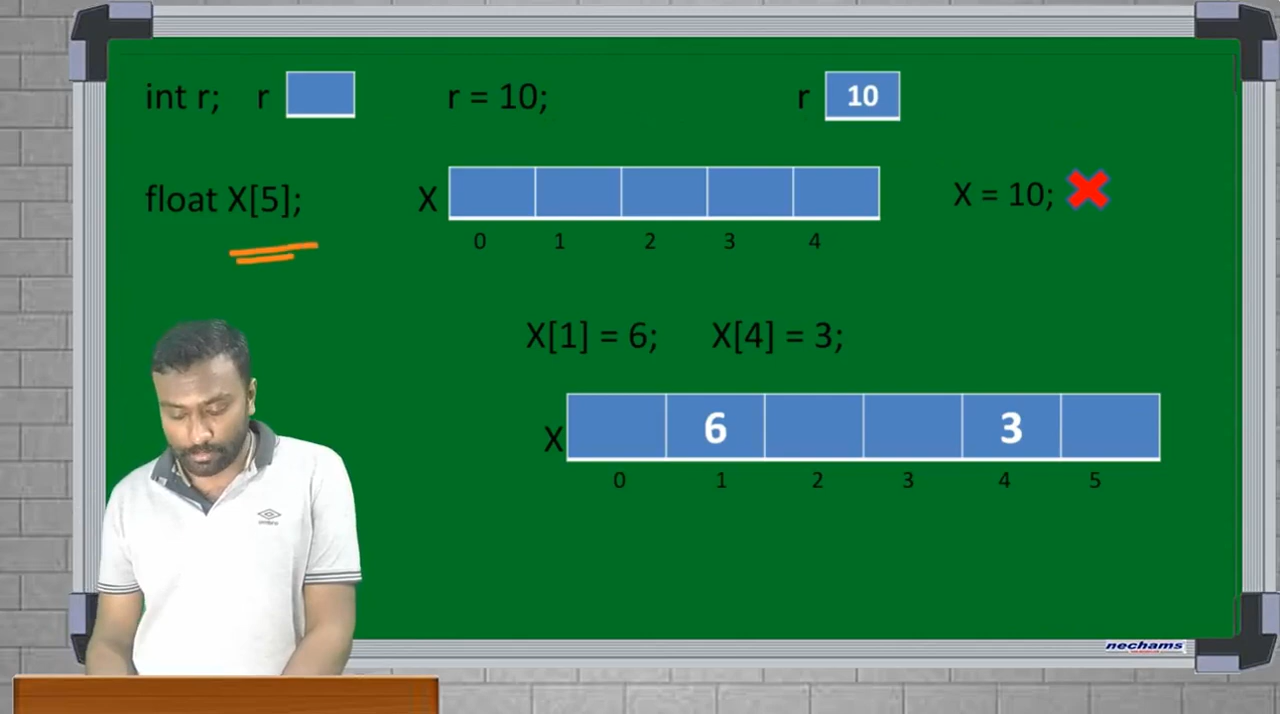 int r; r r = 10; r 10
float X[5]; X X = 10;
0 1 2 3 4
X[1] = 6; X[4] = 3;
X 6 3
0 1 2 3 4 5
umbro
nechams